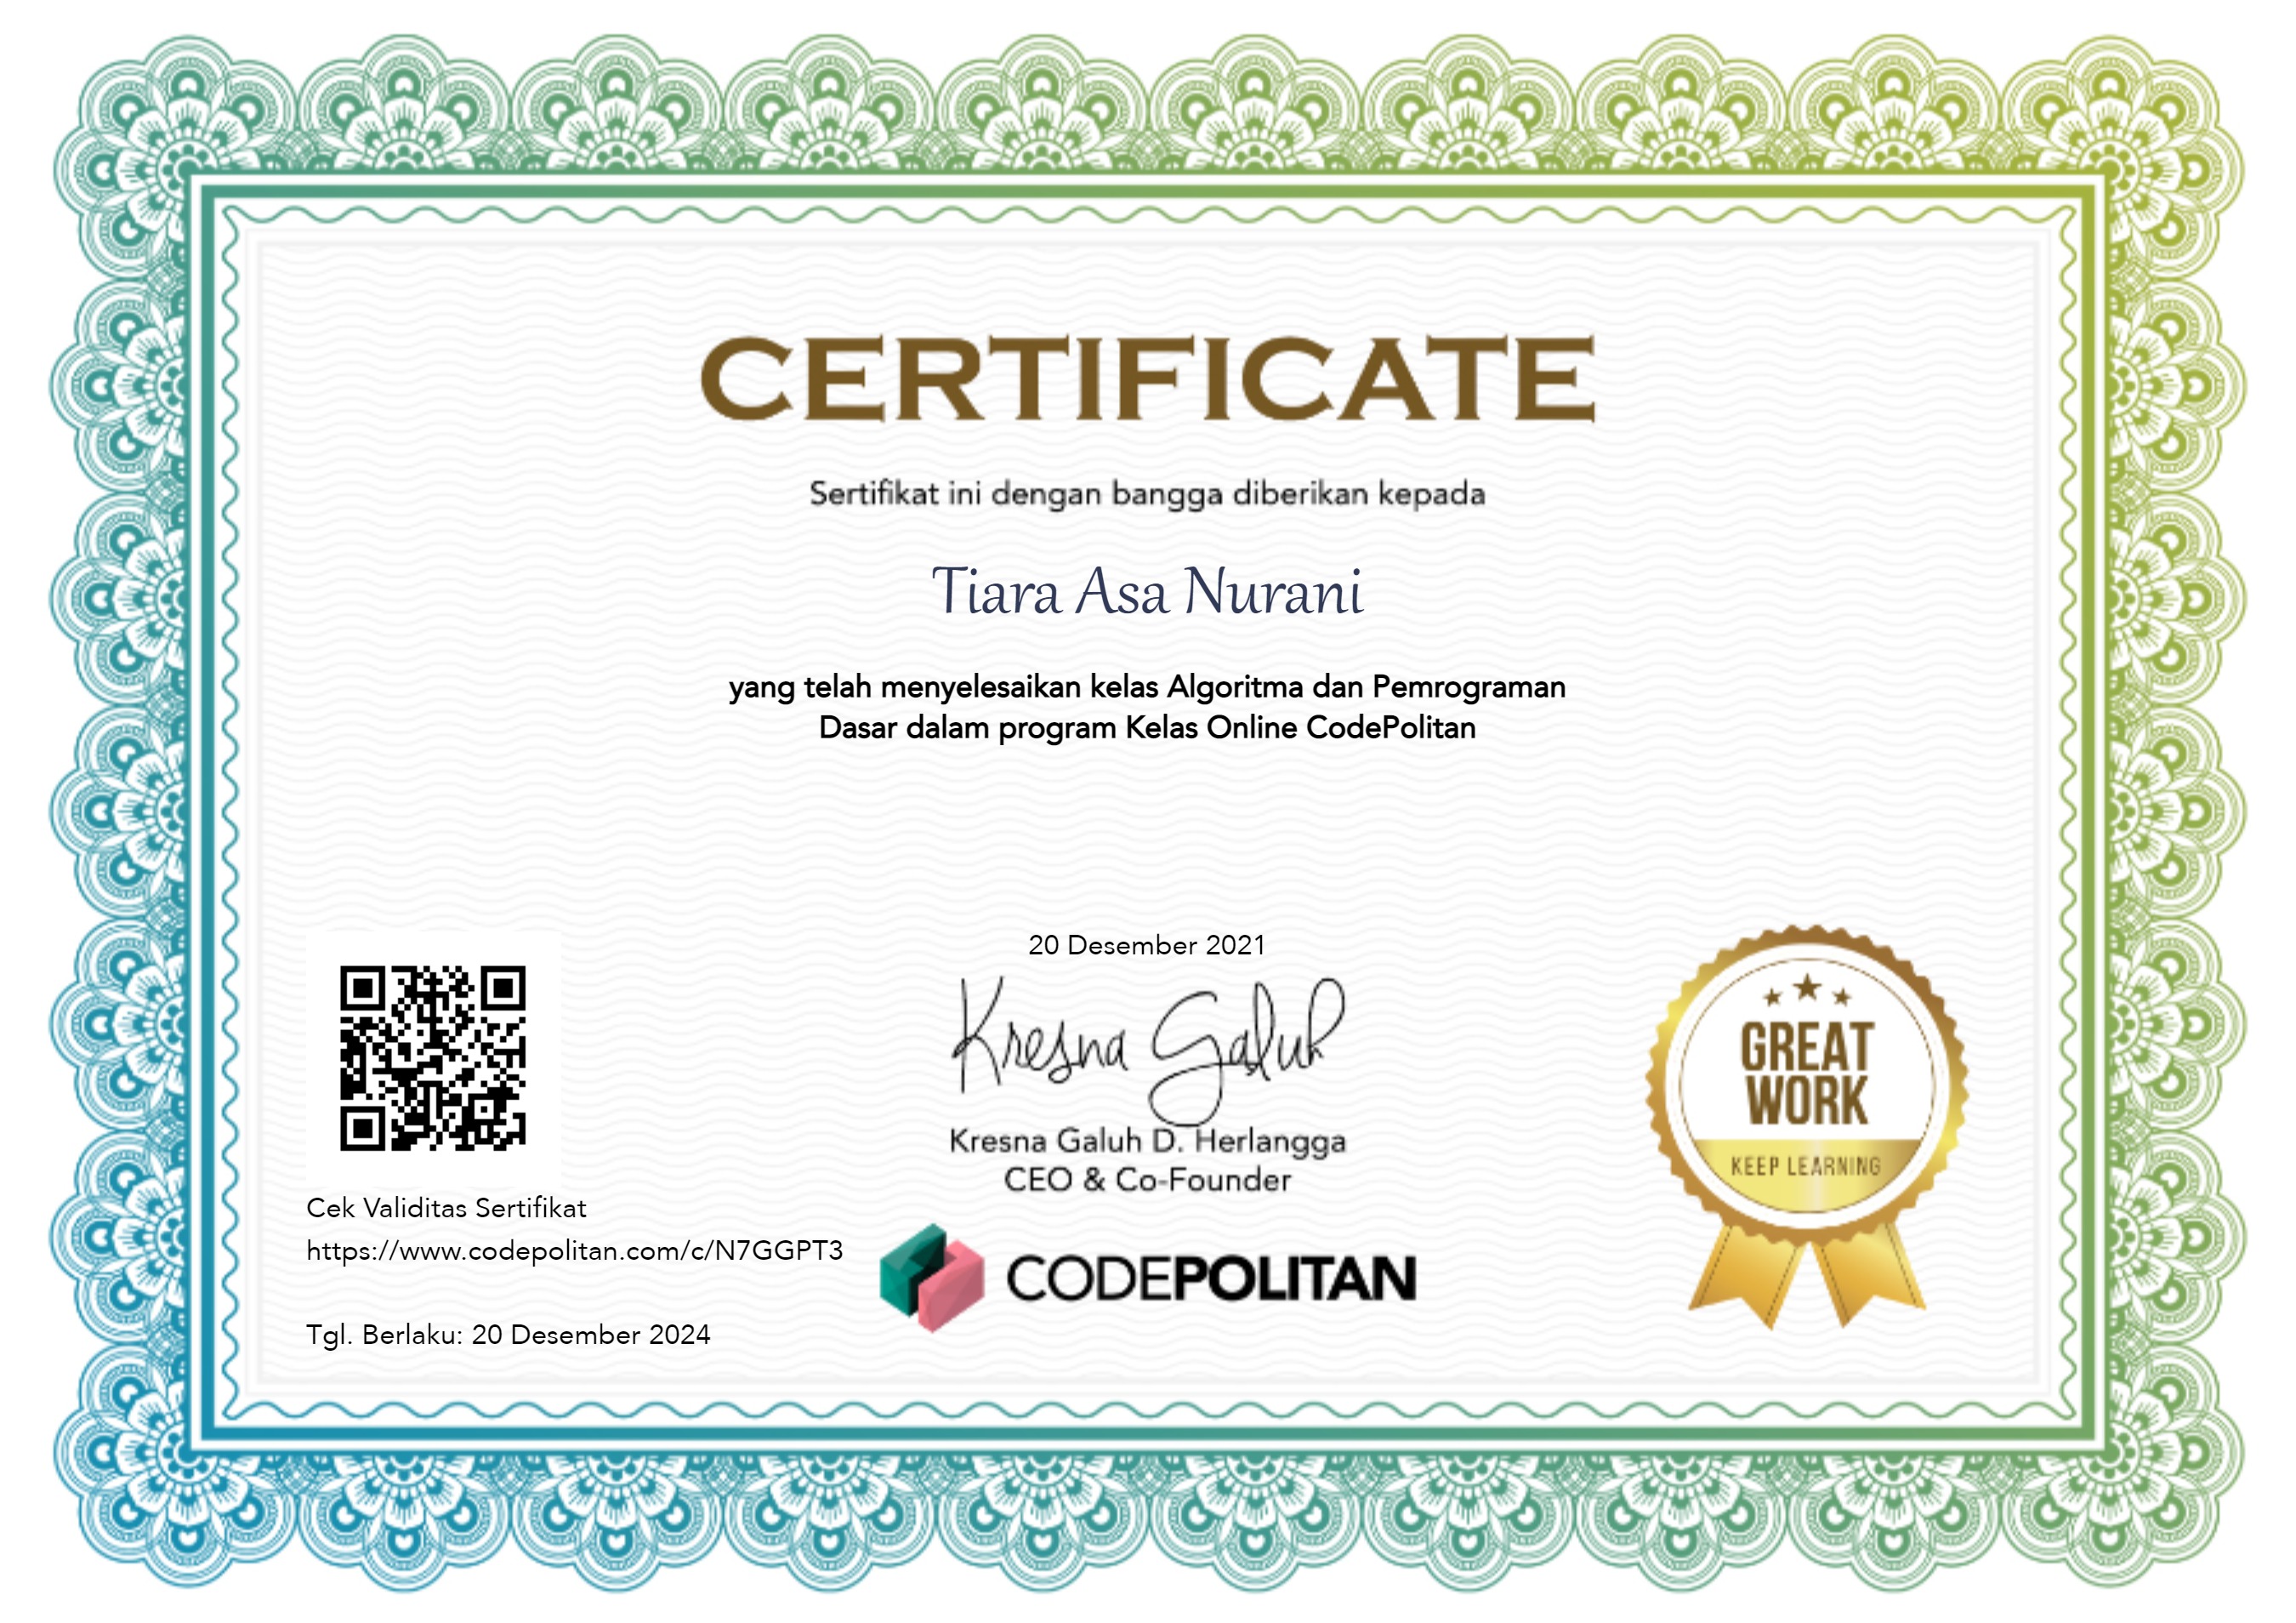 CERTIFICATE
Sertifikat ini dengan bangga diberikan kepada
Tiara Asa Nurani
yang telah menyelesaikan kelas Algoritma dan Pemrograman
Dasar dalam program Kelas Online CodePolitan
20 Desember 2021
Kresna Galuh
Kresna Galuh D. Herlangga
CEO & Co-Founder
CODEPOLITAN
Cek Validitas Sertifikat
https://www.codepolitan.com/c/N7GGPT3
Tgl. Berlaku: 20 Desember 2024
GREAT
WORK
KEEP LEARNING